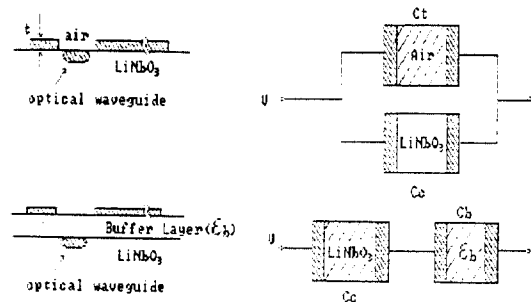 t
air
LiNbO₃
optical waveguide
Ct
Air
U
LiNbO₃
Cc
Buffer Layer(εb)
LiNbO₃
optical waveguide
Cb
U
LiNbO₃
εb
Cc